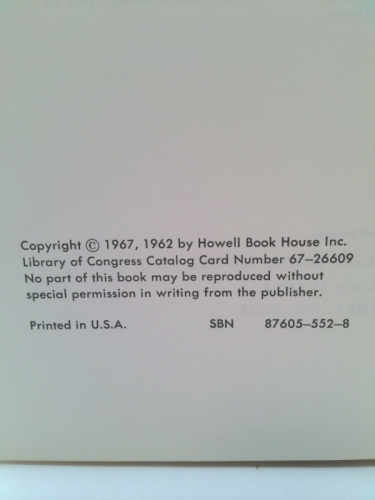 Copyright © 1967, 1962 by Howell Book House Inc.
Library of Congress Catalog Card Number 67–26609
No part of this book may be reproduced without
special permission in writing from the publisher.
Printed in U.S.A. SBN 87605–552–8